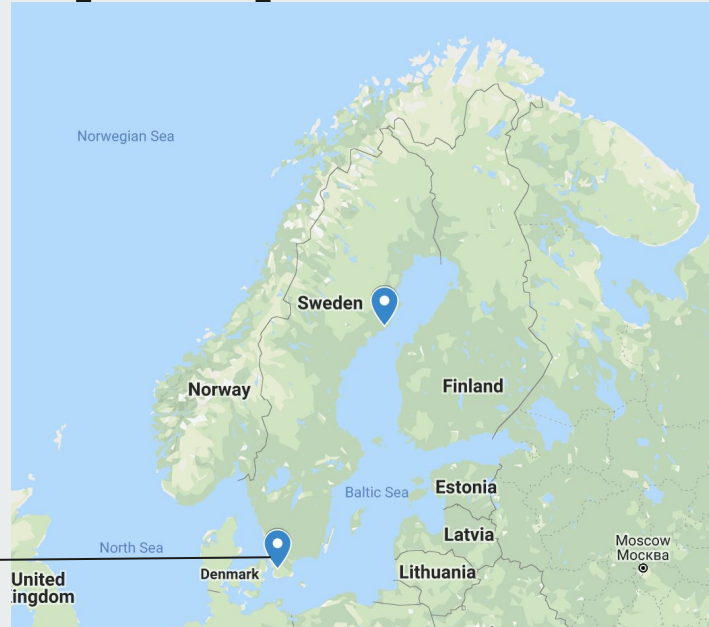 Norwegian Sea
Sweden
Norway
Finland
Baltic Sea
Estonia
North Sea
Latvia
Moscow
Москва
Denmark
Lithuania
United
ingdom